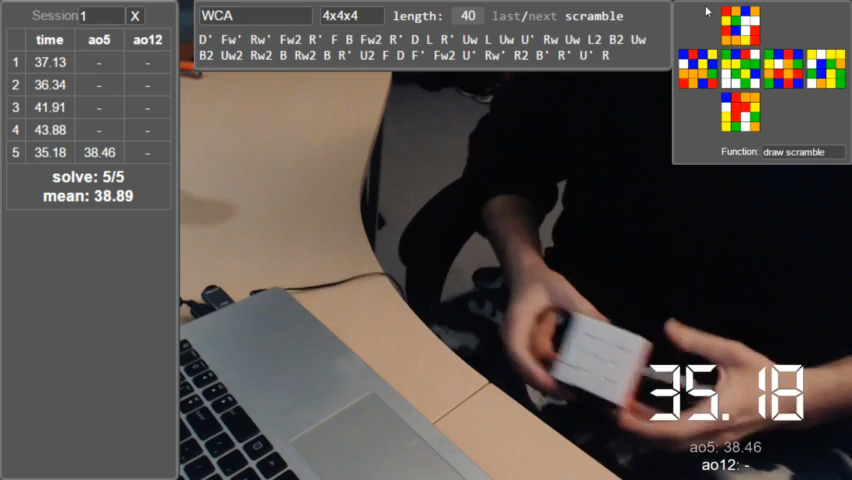 Session 1 X
time ao5 ao12
1 37.13 - -
2 36.34 - -
3 41.91 - -
4 43.88 - -
5 35.18 38.46 -
solve: 5/5
mean: 38.89
WCA 4x4x4 length: 40 last/next scramble
D' Fw' Rw' Fw2 R' F B Fw2 R' D L R' Uw L Uw U' Rw Uw L2 B2 Uw
B2 Uw2 Rw2 B Rw2 B R' U2 F D F' Fw2 U' Rw' R2 B' R' U' R
Function: draw scramble
35.18
ao5: 38.46
ao12: -